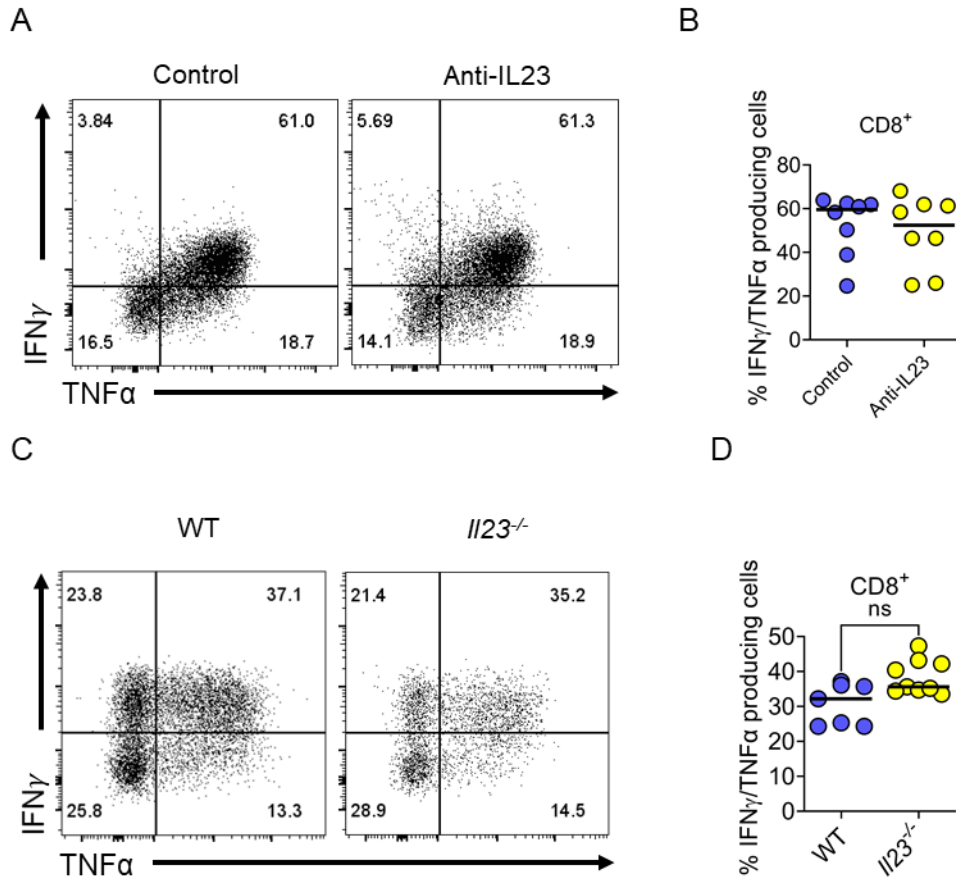 A
Control
Anti-IL23
3.84
61.0
5.69
61.3
16.5
18.7
14.1
18.9
IFNγ
TNFα
B
CD8⁺
% IFNγ/TNFα producing cells
80
60
40
20
0
Control
Anti-IL23
C
WT
Il23⁻/⁻
23.8
37.1
21.4
35.2
25.8
13.3
28.9
14.5
IFNγ
TNFα
D
CD8⁺
ns
% IFNγ/TNFα producing cells
50
40
30
20
10
0
WT
Il23⁻/⁻